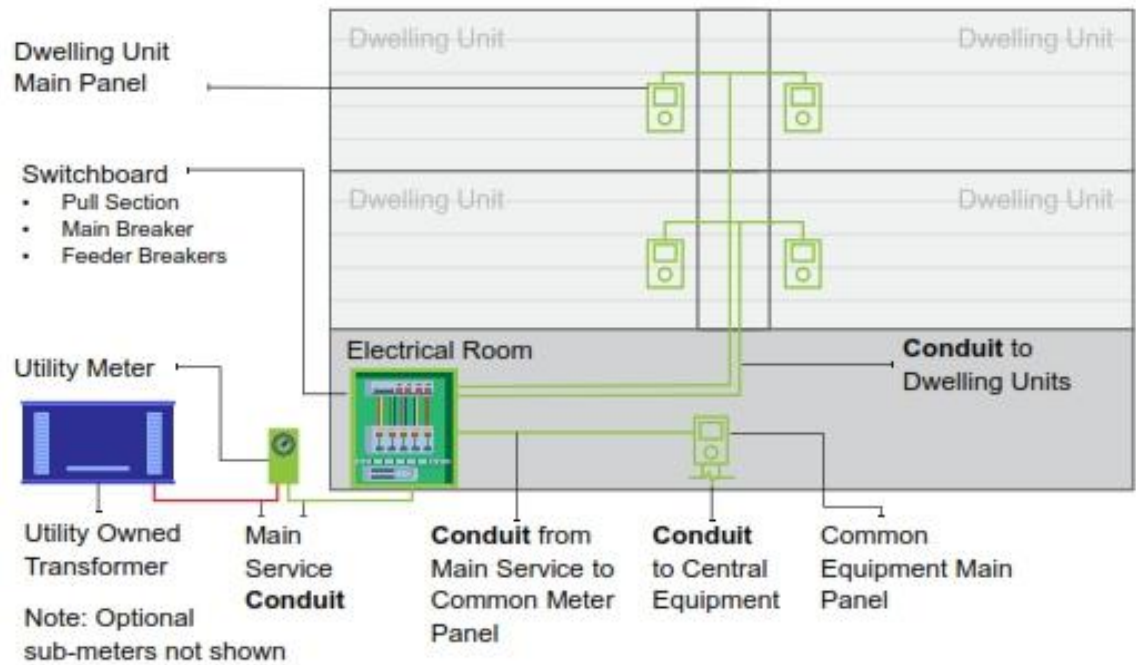 Dwelling Unit
Main Panel
Dwelling Unit
Dwelling Unit
Switchboard
• Pull Section
• Main Breaker
• Feeder Breakers
Dwelling Unit
Dwelling Unit
Utility Meter
Electrical Room
Conduit to
Dwelling Units
Utility Owned
Transformer
Note: Optional
sub-meters not shown
Main
Service
Conduit
Conduit from
Main Service to
Common Meter
Panel
Conduit
to Central
Equipment
Common
Equipment Main
Panel